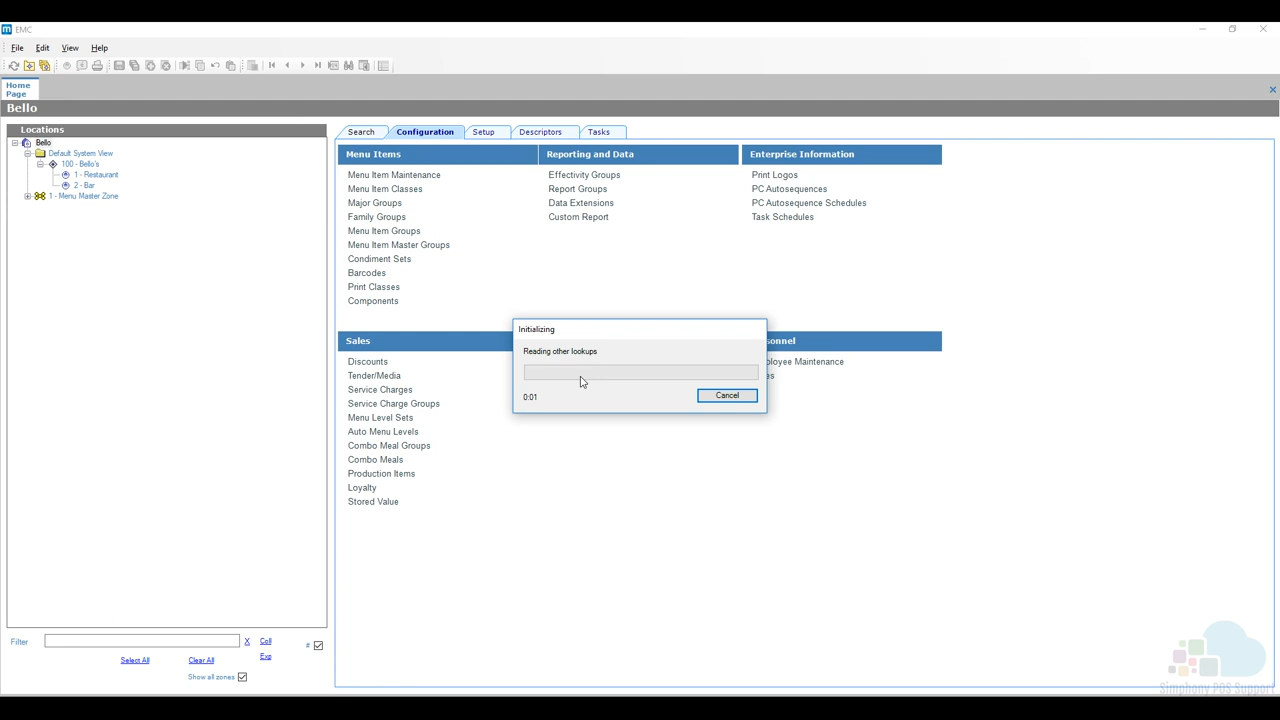 EMC
File Edit View Help
Home
Page
Bello
Locations
Bello
Default System View
100 - Bello's
1 - Restaurant
2 - Bar
1 - Menu Master Zone
Filter
X
Coll
Exp
#
Select All
Clear All
Show all zones
Search Configuration Setup Descriptors Tasks
Menu Items
Menu Item Maintenance
Menu Item Classes
Major Groups
Family Groups
Menu Item Groups
Menu Item Master Groups
Condiment Sets
Barcodes
Print Classes
Components
Reporting and Data
Effectivity Groups
Report Groups
Data Extensions
Custom Report
Enterprise Information
Print Logos
PC Autosequences
PC Autosequence Schedules
Task Schedules
Sales
Discounts
Tender/Media
Service Charges
Service Charge Groups
Menu Level Sets
Auto Menu Levels
Combo Meal Groups
Combo Meals
Production Items
Loyalty
Stored Value
sonnel
ployee Maintenance
es
Initializing
Reading other lookups
0:01
Cancel
Simphony POS Support